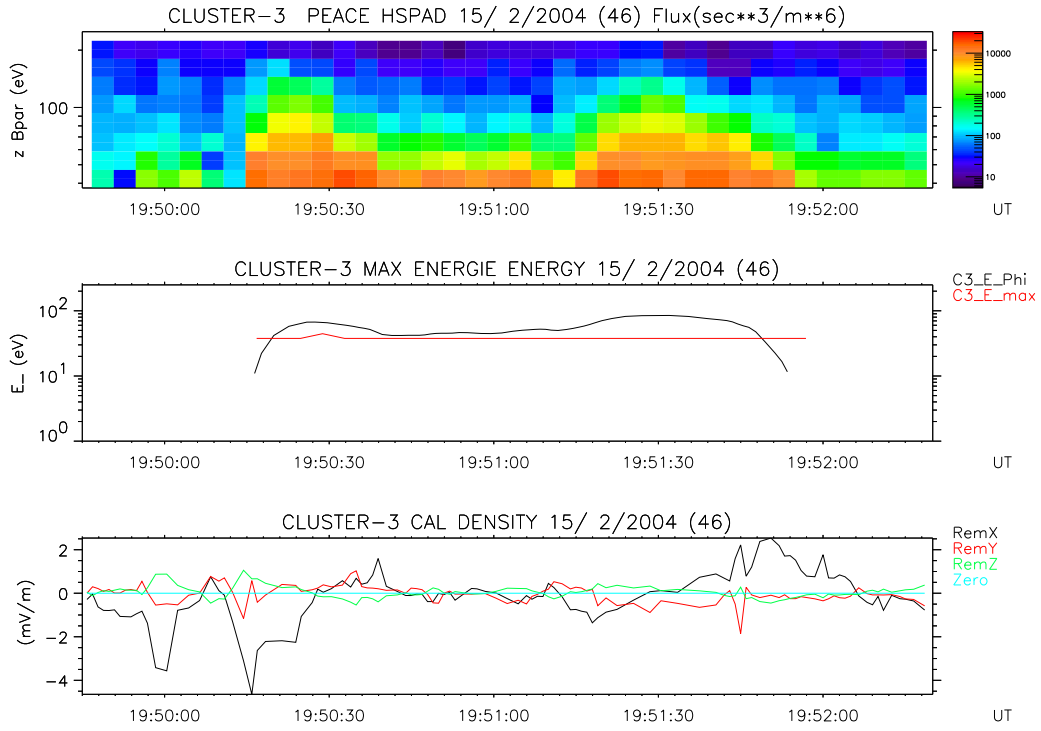 CLUSTER-3 PEACE HSPAD 15/ 2/2004 (46) Flux(sec**3/m**6)
z Bpar (eV)
100
10000
1000
100
10
19:50:00 19:50:30 19:51:00 19:51:30 19:52:00 UT
CLUSTER-3 MAX ENERGIE ENERGY 15/ 2/2004 (46)
C3_E_Phi
C3_E_max
E_ (eV)
10^2
10^1
10^0
19:50:00 19:50:30 19:51:00 19:51:30 19:52:00 UT
CLUSTER-3 CAL DENSITY 15/ 2/2004 (46)
RemX
RemY
RemZ
Zero
(mV/m)
2
0
-2
-4
19:50:00 19:50:30 19:51:00 19:51:30 19:52:00 UT